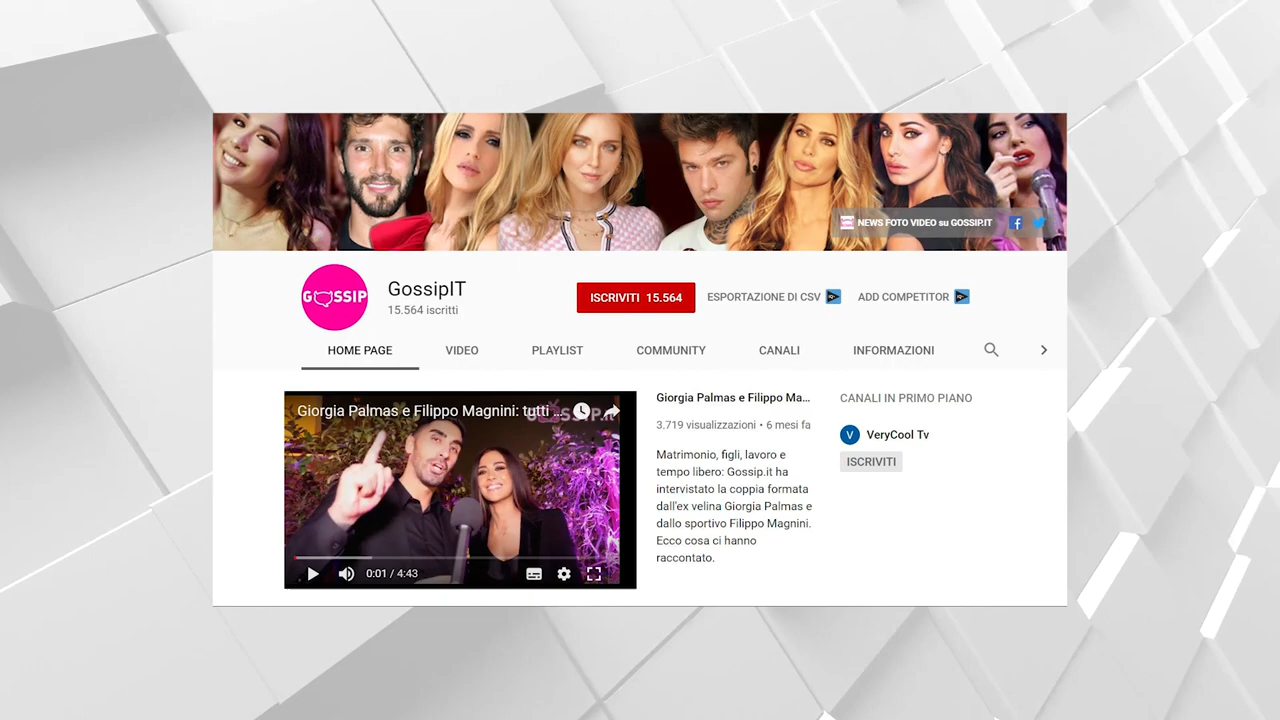 NEWS FOTO VIDEO su GOSSIP.IT
GOSSIP
GossipIT
15.564 iscritti
ISCRIVITI 15.564
ESPORTAZIONE DI CSV
ADD COMPETITOR
HOME PAGE
VIDEO
PLAYLIST
COMMUNITY
CANALI
INFORMAZIONI
Giorgia Palmas e Filippo Magnini: tutti ...
0:01 / 4:43
Giorgia Palmas e Filippo Ma...
3.719 visualizzazioni • 6 mesi fa
Matrimonio, figli, lavoro e
tempo libero: Gossip.it ha
intervistato la coppia formata
dall'ex velina Giorgia Palmas e
dallo sportivo Filippo Magnini.
Ecco cosa ci hanno
raccontato.
CANALI IN PRIMO PIANO
V VeryCool Tv
ISCRIVITI